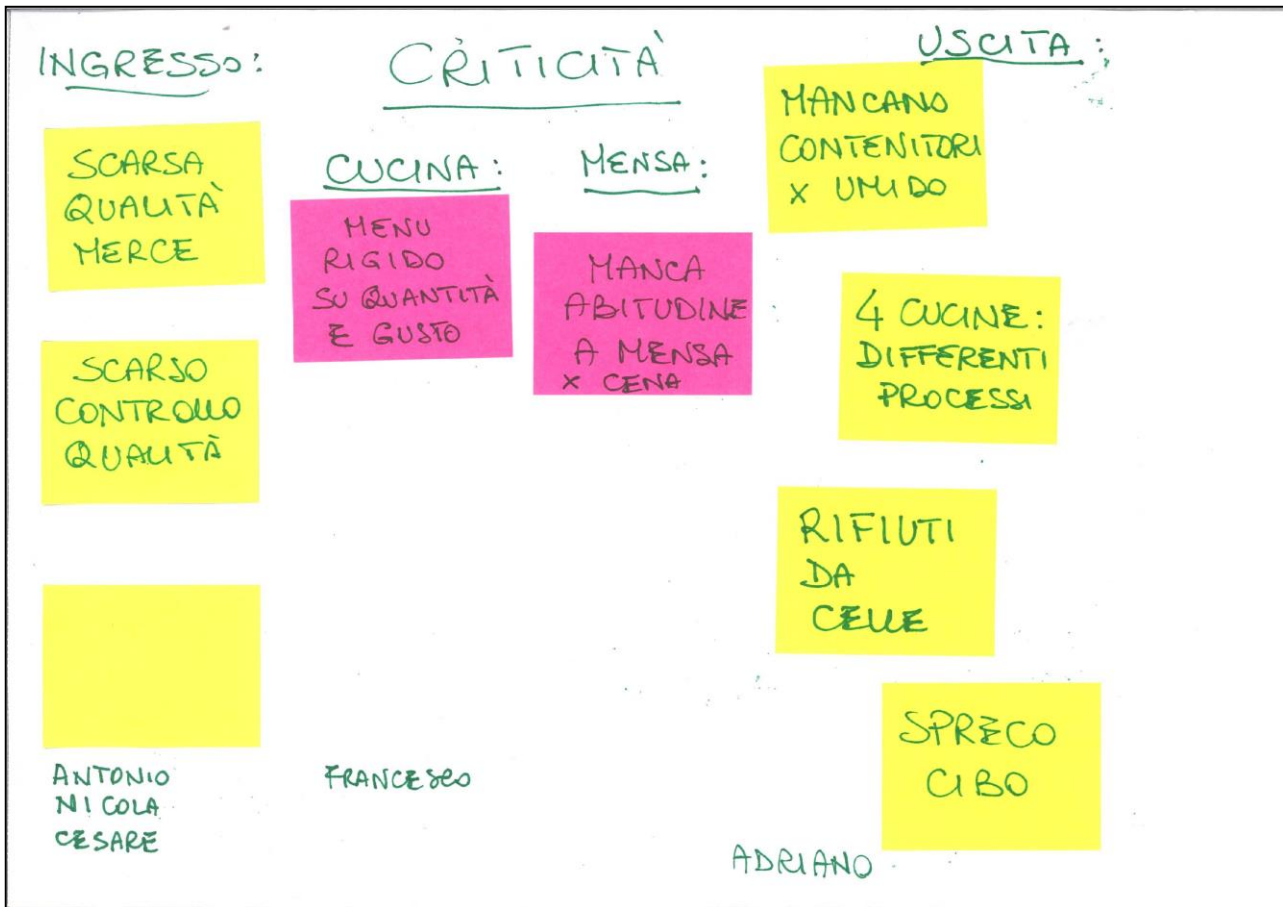 INGRESSO:
CRITICITÀ
USCITA:
SCARSA
QUALITÀ
MERCE
SCARSO
CONTROLLO
QUALITÀ
ANTONIO
NICOLA
CESARE
CUCINA:
MENU
RIGIDO
SU QUANTITÀ
E GUSTO
FRANCESCO
MENSA:
MANCA
ABITUDINE
A MENSA
X CENA
MANCANO
CONTENITORI
X UMIDO
4 CUCINE:
DIFFERENTI
PROCESSI
RIFIUTI
DA
CELLE
SPRECO
CIBO
ADRIANO